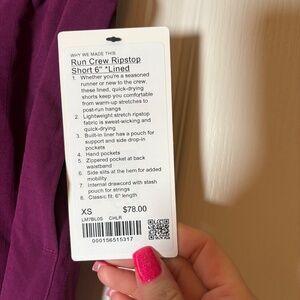 WHY WE MADE THIS
Run Crew Ripstop
Short 6" *Lined
1. Whether you're a seasoned
runner or new to the crew,
these lined, quick-drying
shorts keep you comfortable
from warm-up stretches to
post-run hangs
2. Lightweight stretch ripstop
fabric is sweat-wicking and
quick-drying
3. Built-in liner has a pouch for
support and side drop-in
pockets
4. Hand pockets
5. Zippered pocket at back
waistband
6. Side slits at the hem for added
mobility
7. Internal drawcord with stash
pouch for strings
8. Classic fit, 6" length
XS $78.00
LM7BL0S CHLR
000156515317